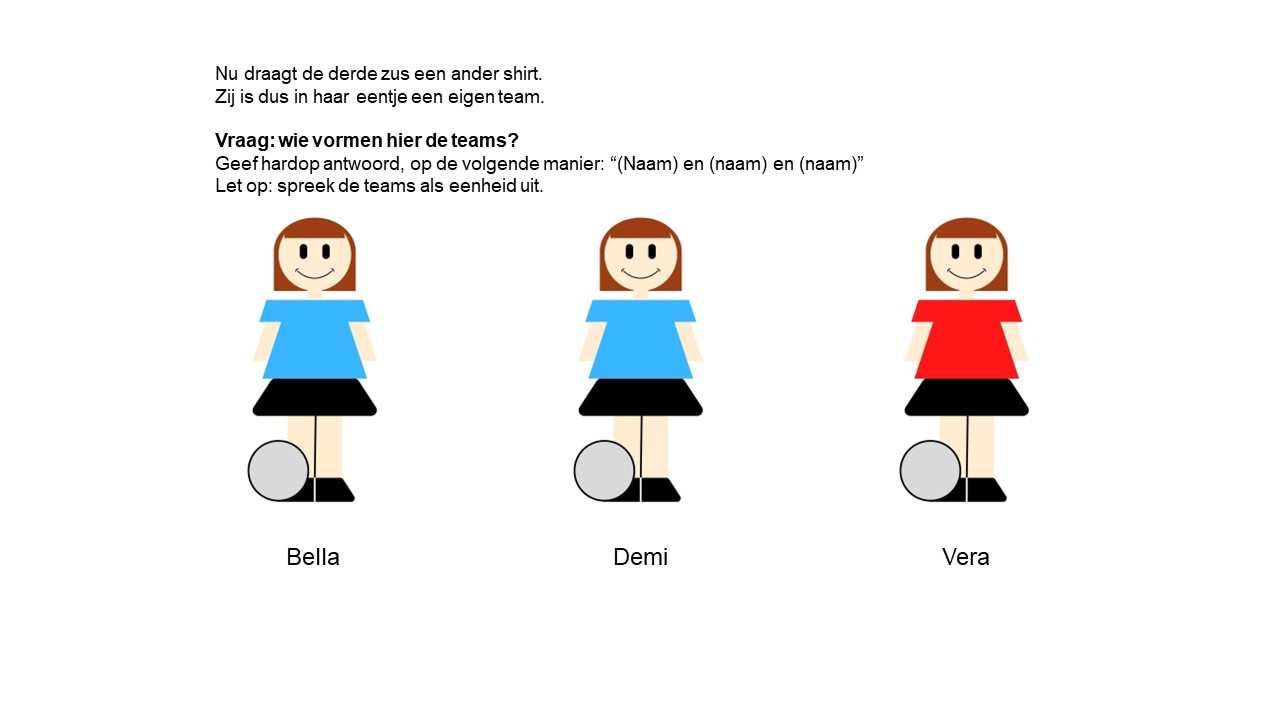 Nu draagt de derde zus een ander shirt.
Zij is dus in haar eentje een eigen team.
Vraag: wie vormen hier de teams?
Geef hardop antwoord, op de volgende manier: “(Naam) en (naam) en (naam)”
Let op: spreek de teams als eenheid uit.
Bella Demi Vera